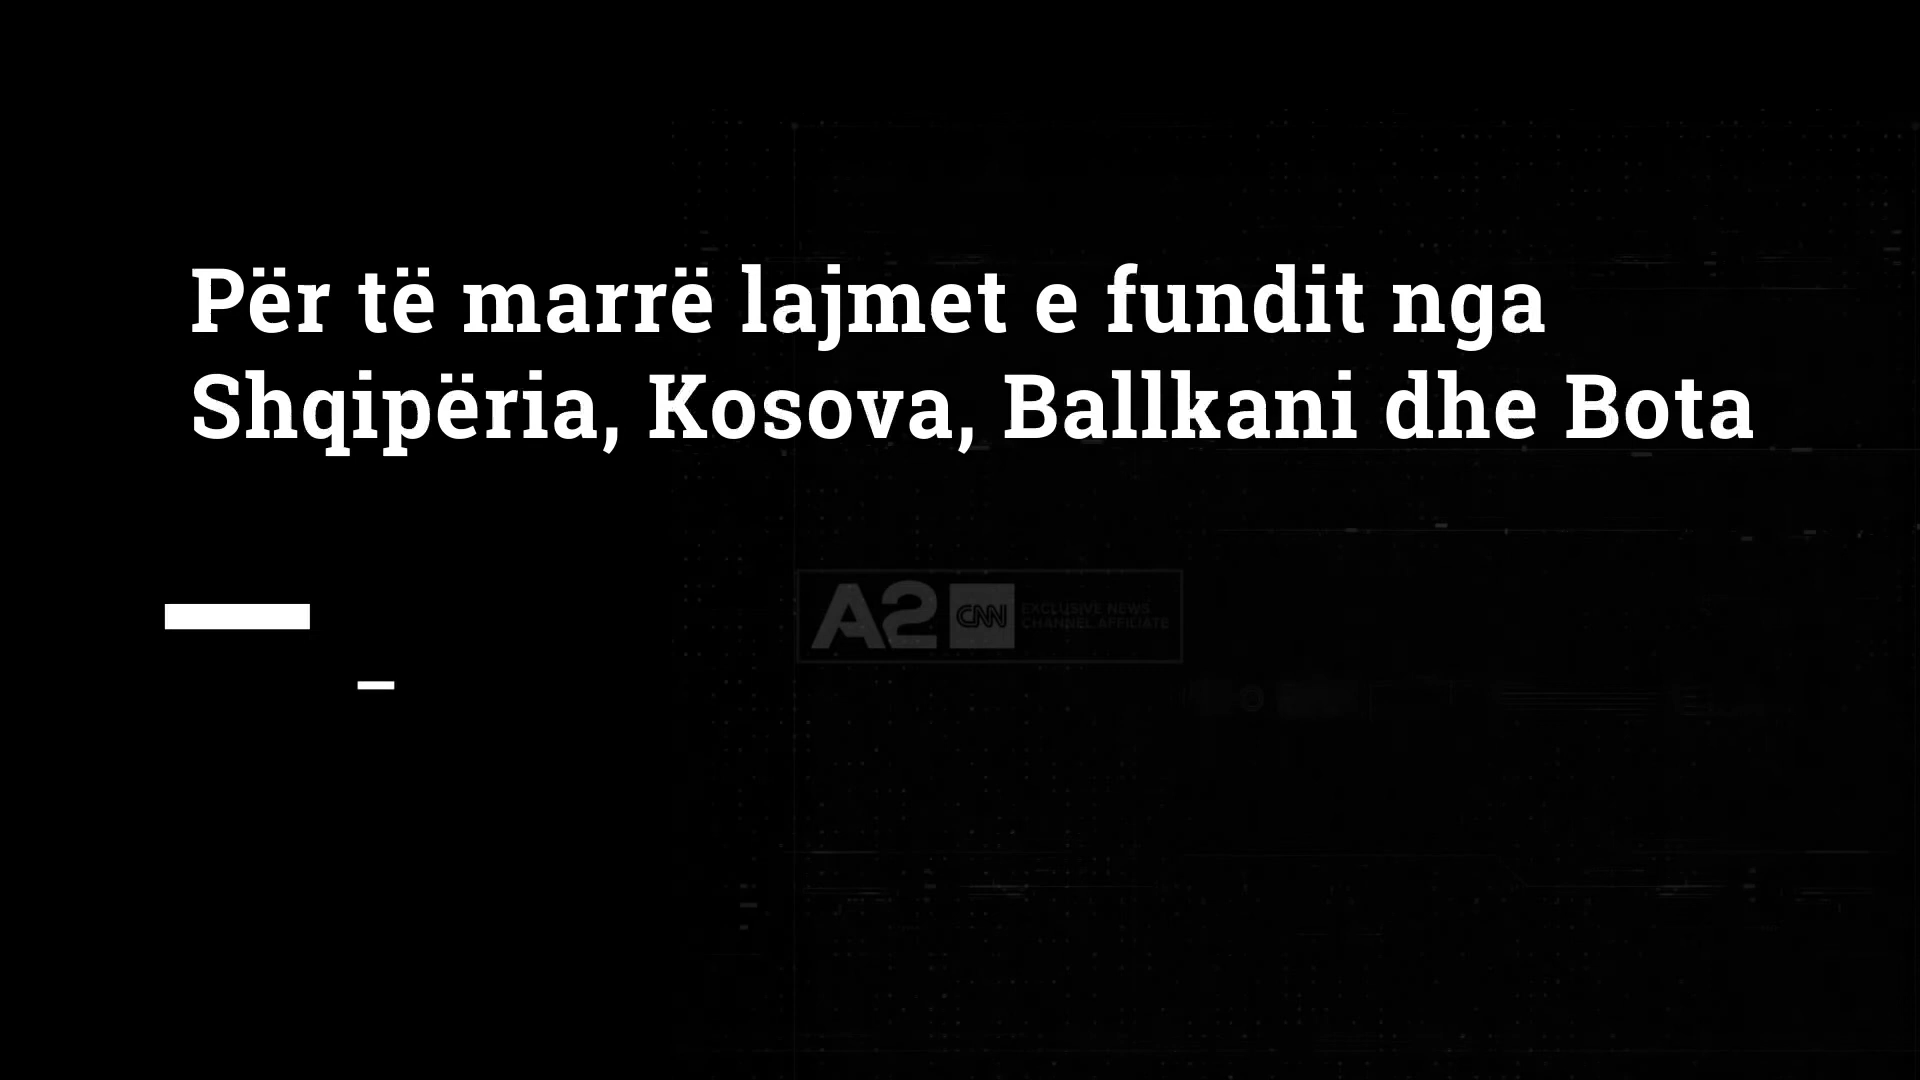 Për të marrë lajmet e fundit nga
Shqipëria, Kosova, Ballkani dhe Bota
A2 CNN EXCLUSIVE NEWS
CHANNEL AFFILIATE